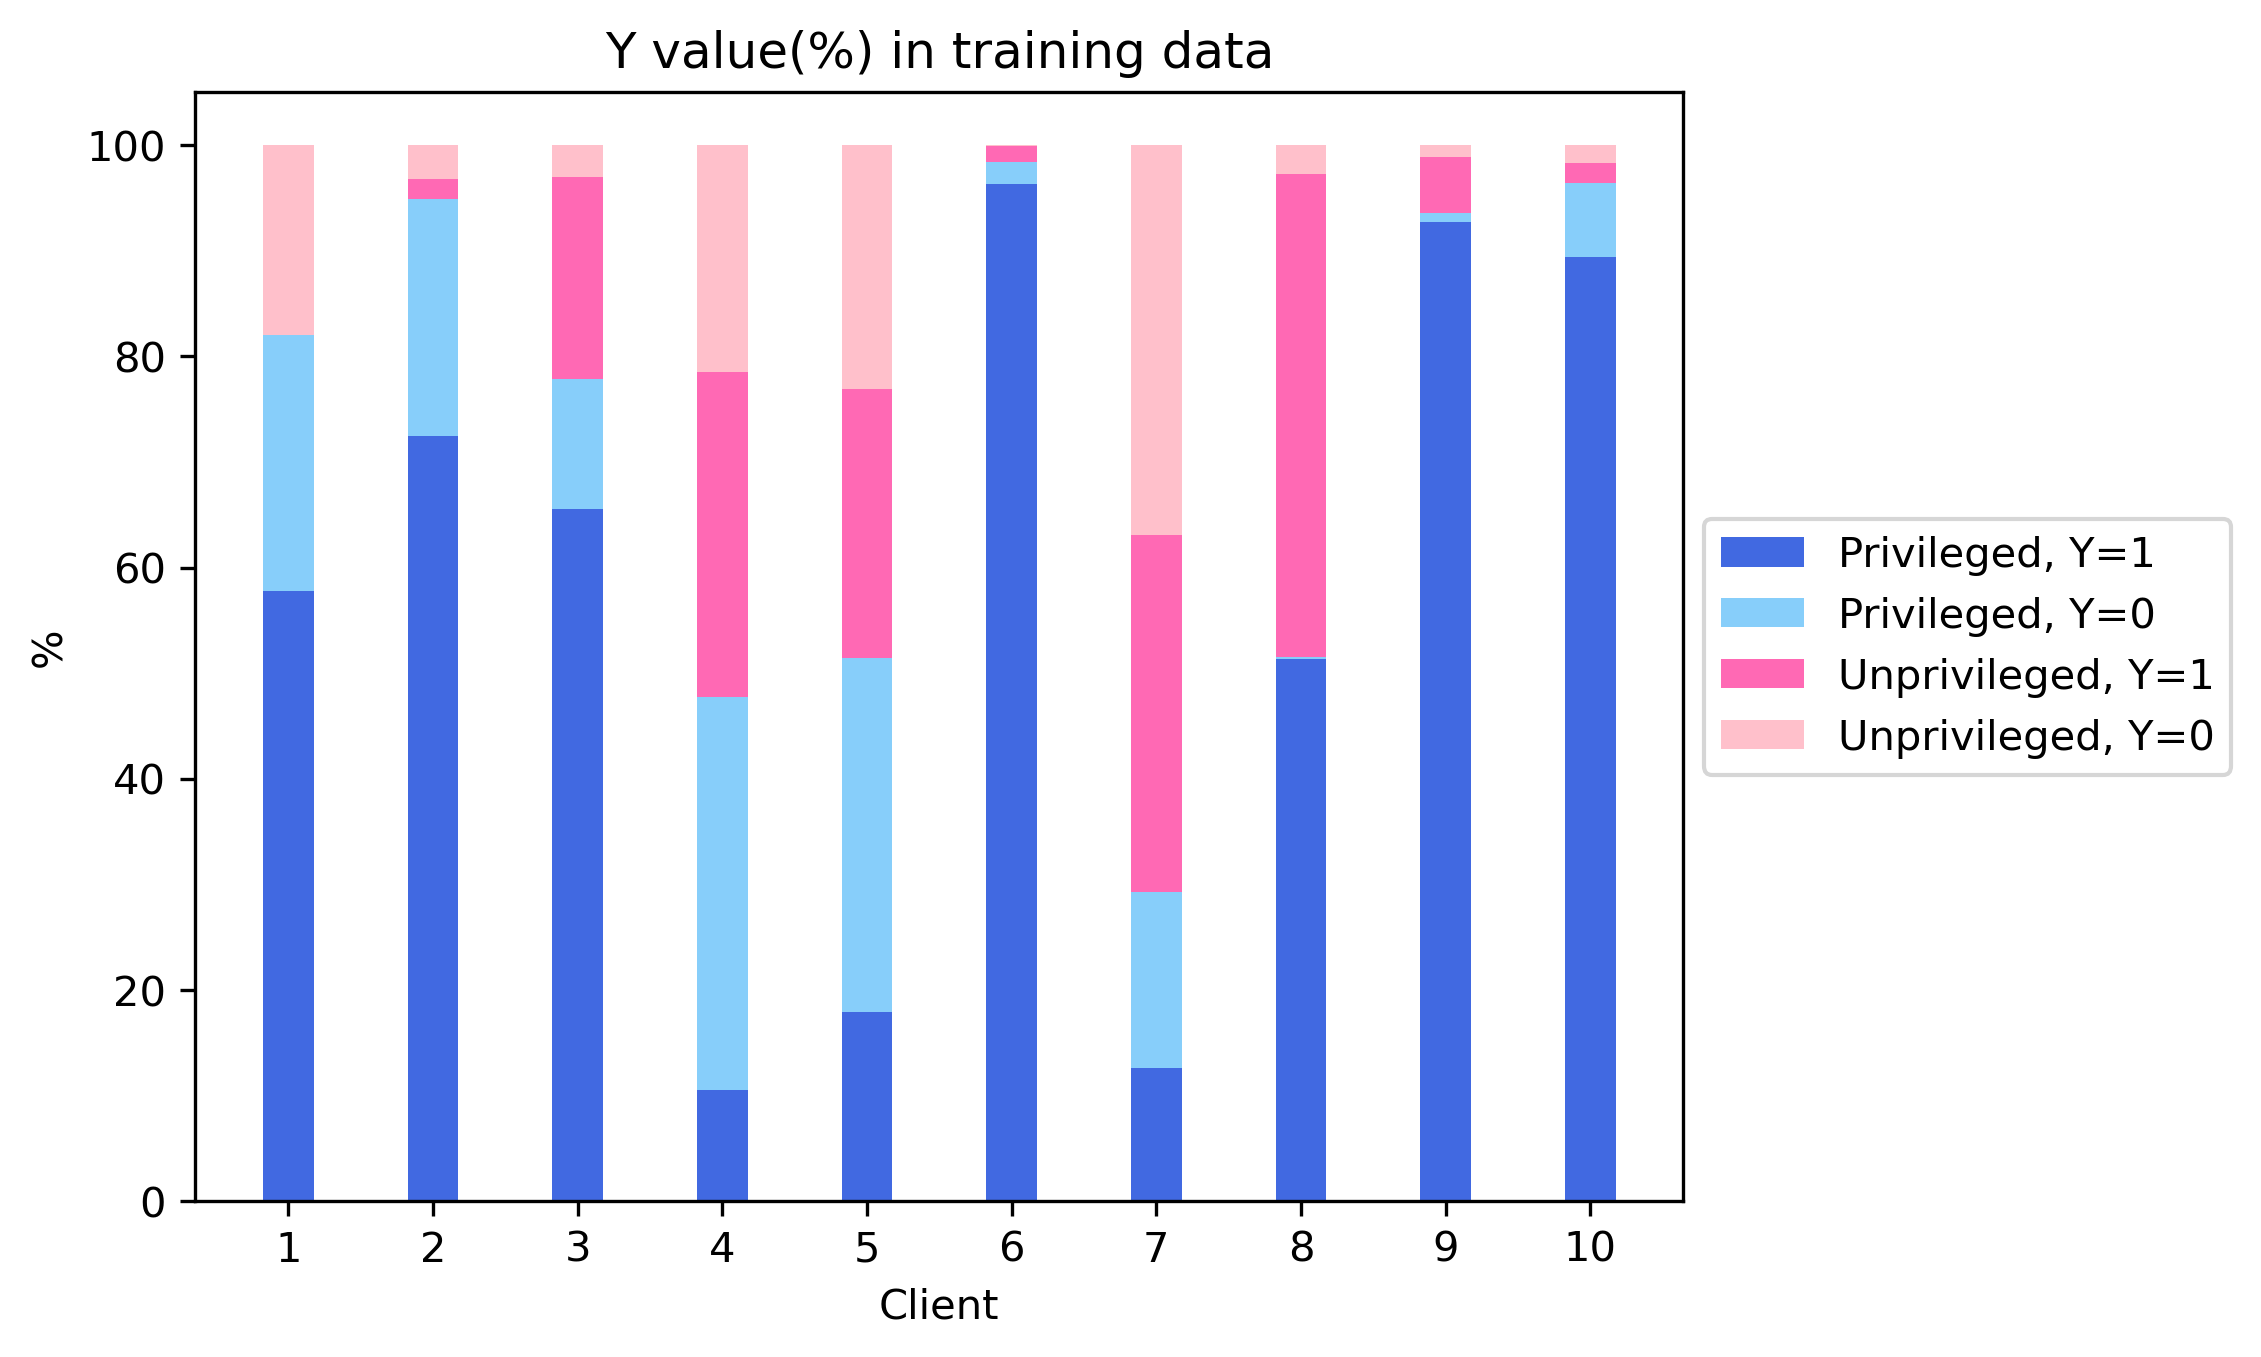 Y value(%) in training data
%
100
80
60
40
20
0
1 2 3 4 5 6 7 8 9 10
Client
Privileged, Y=1
Privileged, Y=0
Unprivileged, Y=1
Unprivileged, Y=0